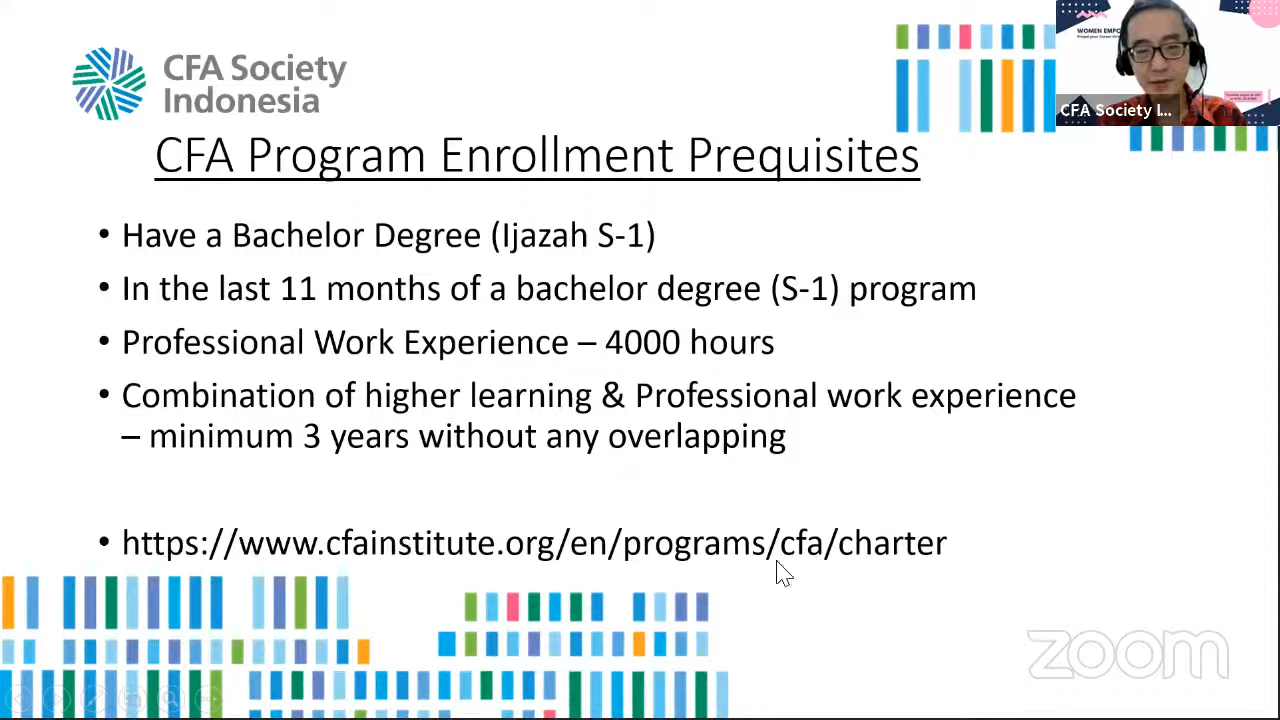 CFA Society
Indonesia
CFA Society I...
CFA Program Enrollment Prequisites
• Have a Bachelor Degree (Ijazah S-1)
• In the last 11 months of a bachelor degree (S-1) program
• Professional Work Experience – 4000 hours
• Combination of higher learning & Professional work experience
– minimum 3 years without any overlapping
• https://www.cfainstitute.org/en/programs/cfa/charter
zoom